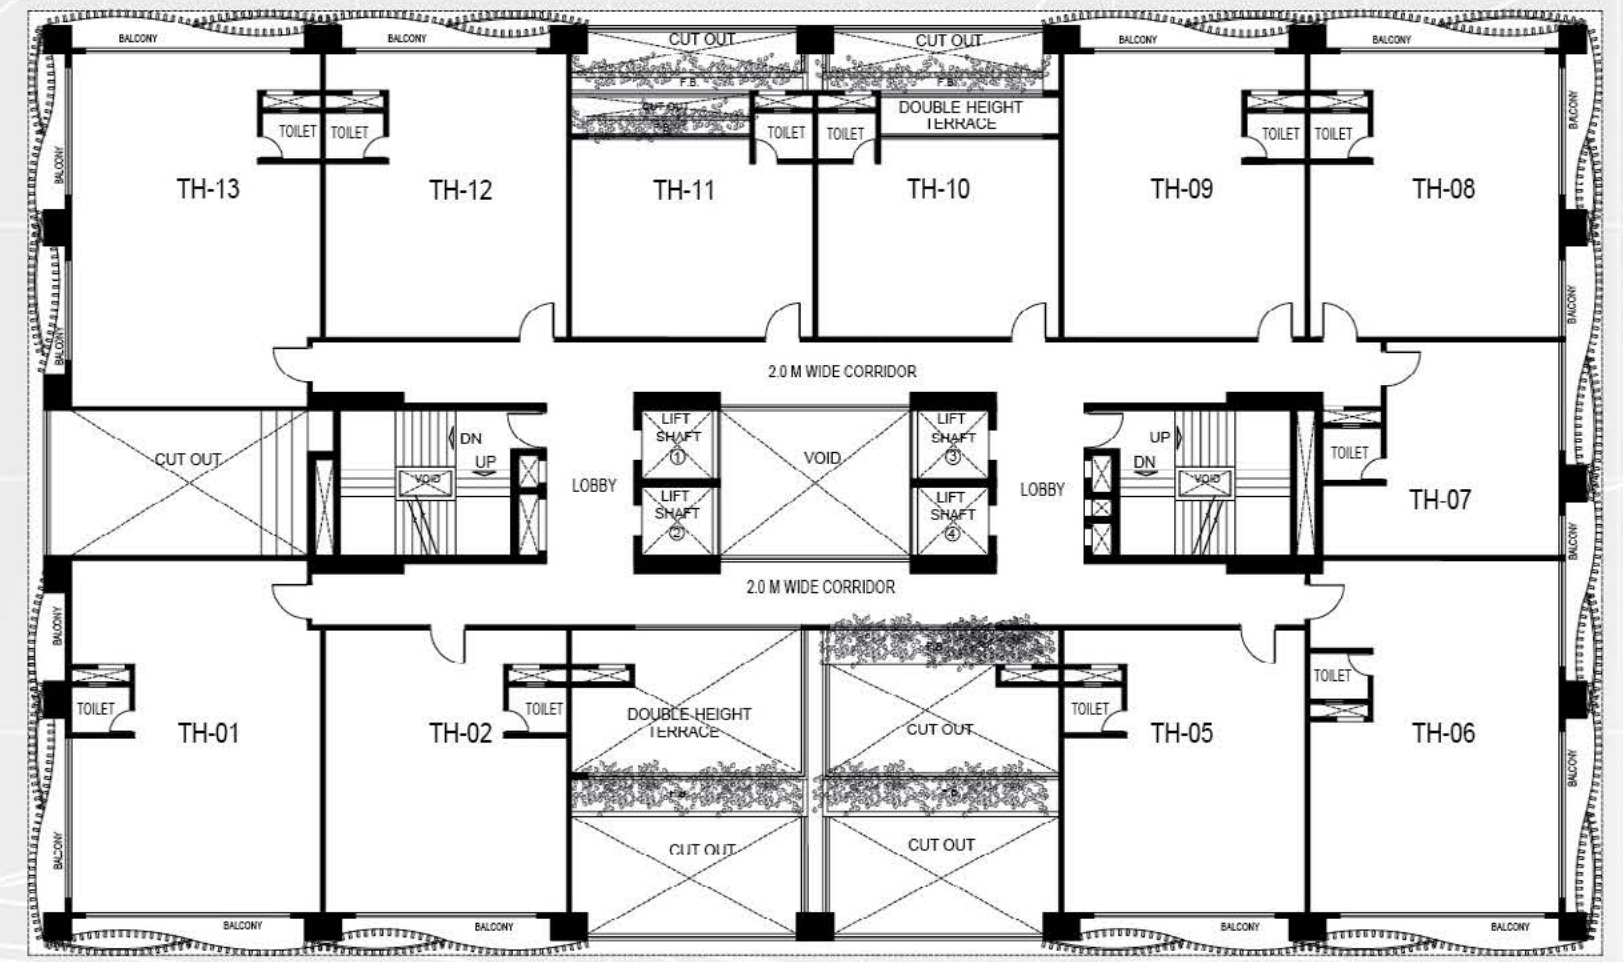 BALCONY
BALCONY
CUT OUT
CUT OUT
BALCONY
BALCONY
F.B.
F.B.
CUT OUT
DOUBLE HEIGHT
TERRACE
BALCONY
BALCONY
TOILET
TOILET
TOILET
TOILET
TOILET
TOILET
TH-13
TH-12
TH-11
TH-10
TH-09
TH-08
BALCONY
BALCONY
2.0 M WIDE CORRIDOR
LIFT
SHAFT
1
LIFT
SHAFT
3
DN
UP
UP
DN
CUT OUT
VOID
TOILET
VOID
VOID
LOBBY
LOBBY
LIFT
SHAFT
2
LIFT
SHAFT
4
TH-07
BALCONY
2.0 M WIDE CORRIDOR
BALCONY
TOILET
TOILET
TOILET
TOILET
DOUBLE HEIGHT
TERRACE
CUT OUT
TH-01
TH-02
TH-05
TH-06
BALCONY
F.B.
BALCONY
CUT OUT
CUT OUT
BALCONY
BALCONY
BALCONY
BALCONY